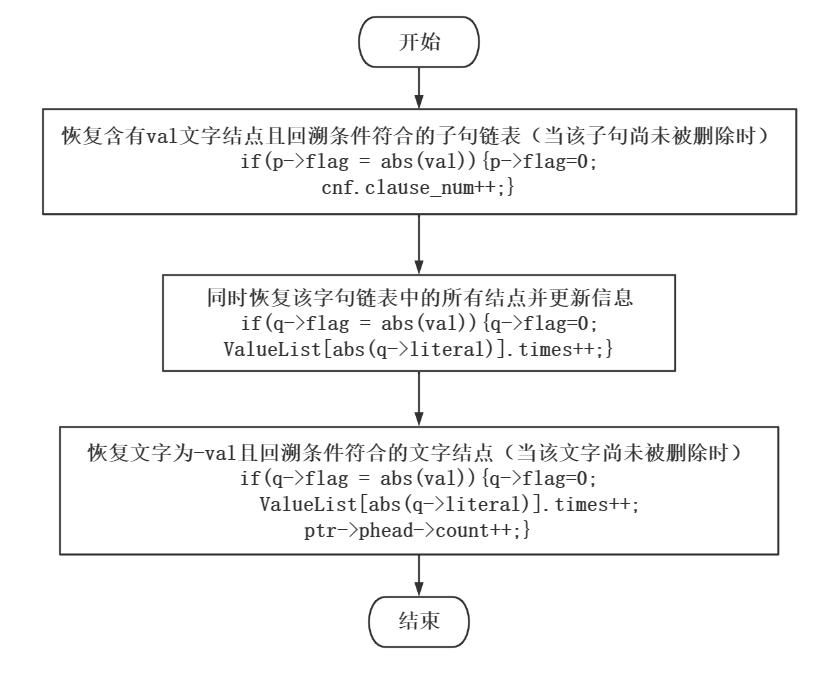 开始
恢复含有val文字结点且回溯条件符合的子句链表（当该子句尚未被删除时）
if(p->flag = abs(val)){p->flag=0;
cnf.clause_num++;}
同时恢复该字句链表中的所有结点并更新信息
if(q->flag = abs(val)){q->flag=0;
ValueList[abs(q->literal)].times++;}
恢复文字为-val且回溯条件符合的文字结点（当该文字尚未被删除时）
if(q->flag = abs(val)){q->flag=0;
ValueList[abs(q->literal)].times++;
ptr->phead->count++;}
结束